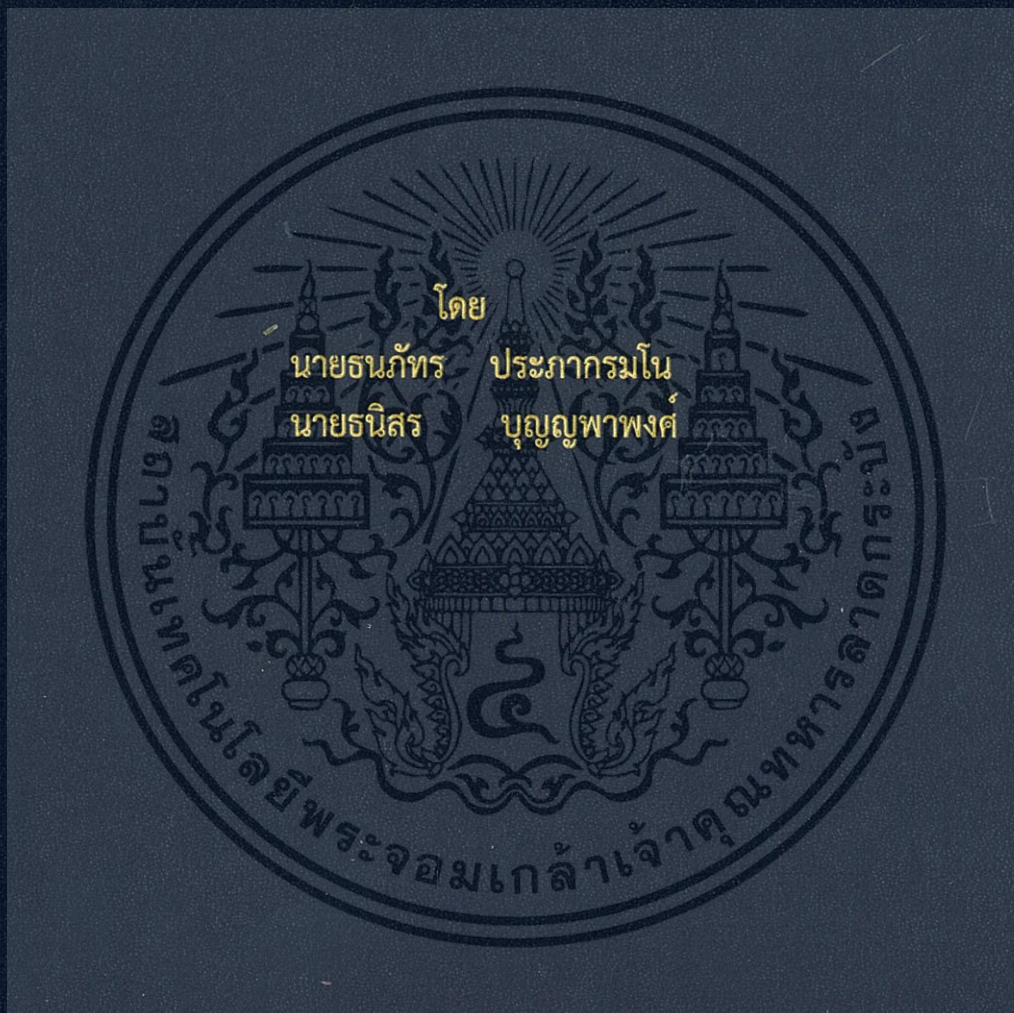 โดย
นายธนภัทร ประภากรมโน
นายธนิสร บุญญพาพงศ์
สถาบันเทคโนโลยีพระจอมเกล้าเจ้าคุณทหารลาดกระบัง
๔